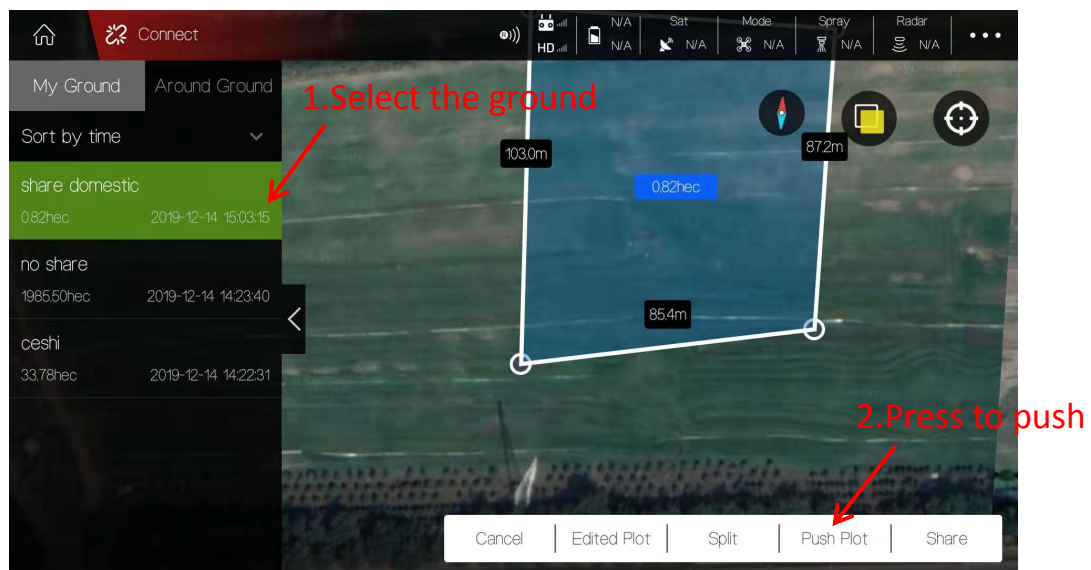 Connect
HD
N/A
N/A
Sat
N/A
Mode
N/A
Spray
N/A
Radar
N/A
My Ground
Around Ground
1.Select the ground
Sort by time
share domestic
0.82hec 2019-12-14 15:03:15
no share
1985.50hec 2019-12-14 14:23:40
ceshi
33.78hec 2019-12-14 14:22:31
103.0m
87.2m
0.82hec
85.4m
2.Press to push
Cancel
Edited Plot
Split
Push Plot
Share